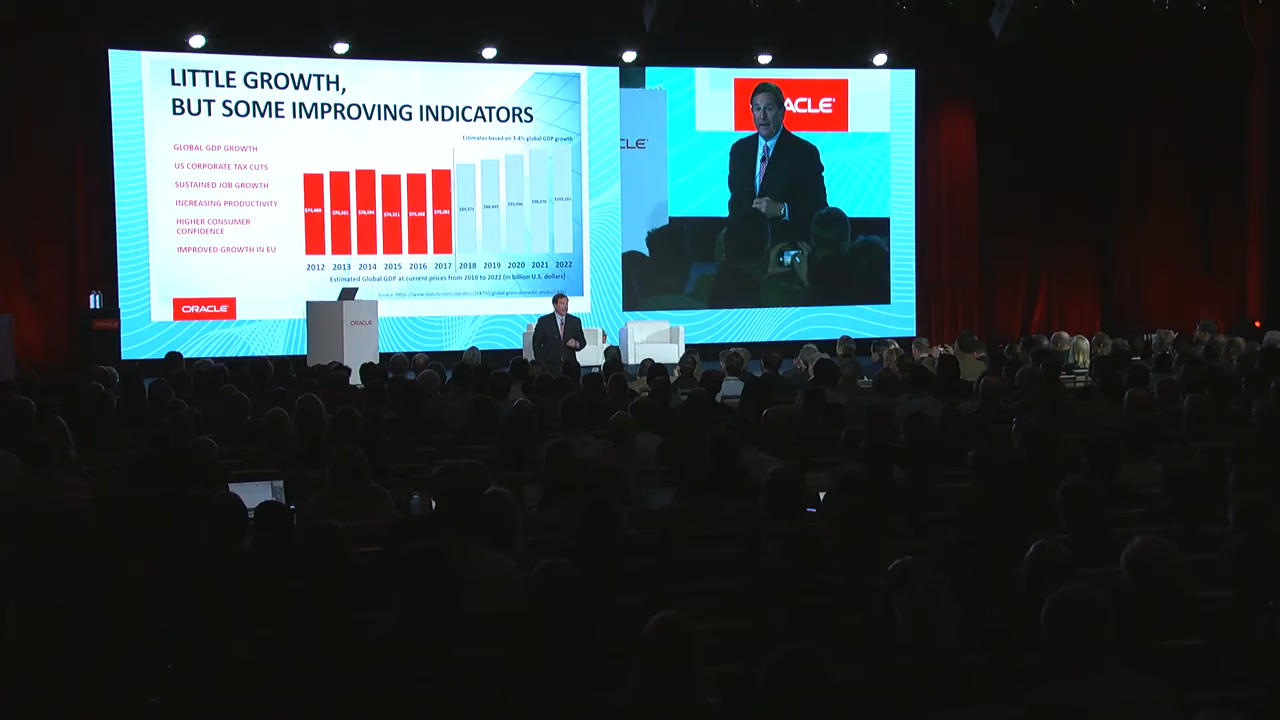 LITTLE GROWTH,
BUT SOME IMPROVING INDICATORS
Estimates based on 3-4% global GDP growth
GLOBAL GDP GROWTH
US CORPORATE TAX CUTS
SUSTAINED JOB GROWTH
INCREASING PRODUCTIVITY
HIGHER CONSUMER
CONFIDENCE
IMPROVED GROWTH IN EU
2012 2013 2014 2015 2016 2017 2018 2019 2020 2021 2022
Estimated Global GDP at current prices from 2010 to 2022 (in billion U.S. dollars)
ORACLE
ORACLE
CLE
ACLE